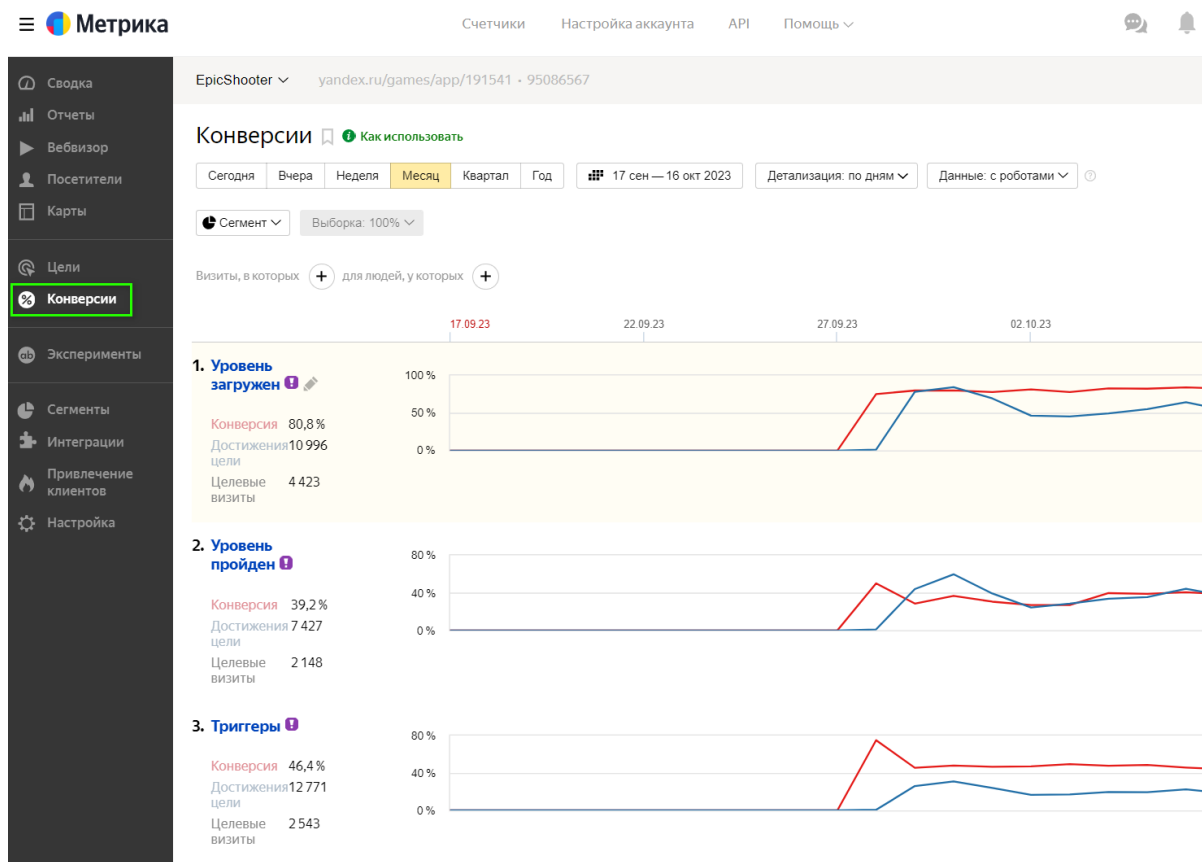 Метрика
Счетчики Настройка аккаунта API Помощь
Сводка
Отчеты
Вебвизор
Посетители
Карты
Цели
Конверсии
Эксперименты
Сегменты
Интеграции
Привлечение
клиентов
Настройка
EpicShooter yandex.ru/games/app/191541 • 95086567
Конверсии Как использовать
Сегодня Вчера Неделя Месяц Квартал Год 17 сен — 16 окт 2023 Детализация: по дням Данные: с роботами
Сегмент Выборка: 100%
Визиты, в которых + для людей, у которых +
17.09.23 22.09.23 27.09.23 02.10.23
1. Уровень
загружен
Конверсия 80,8 %
Достижения 10 996
цели
Целевые 4 423
визиты
100 %
50 %
0 %
2. Уровень
пройден
Конверсия 39,2 %
Достижения 7 427
цели
Целевые 2 148
визиты
80 %
40 %
0 %
3. Триггеры
Конверсия 46,4 %
Достижения 12 771
цели
Целевые 2 543
визиты
80 %
40 %
0 %